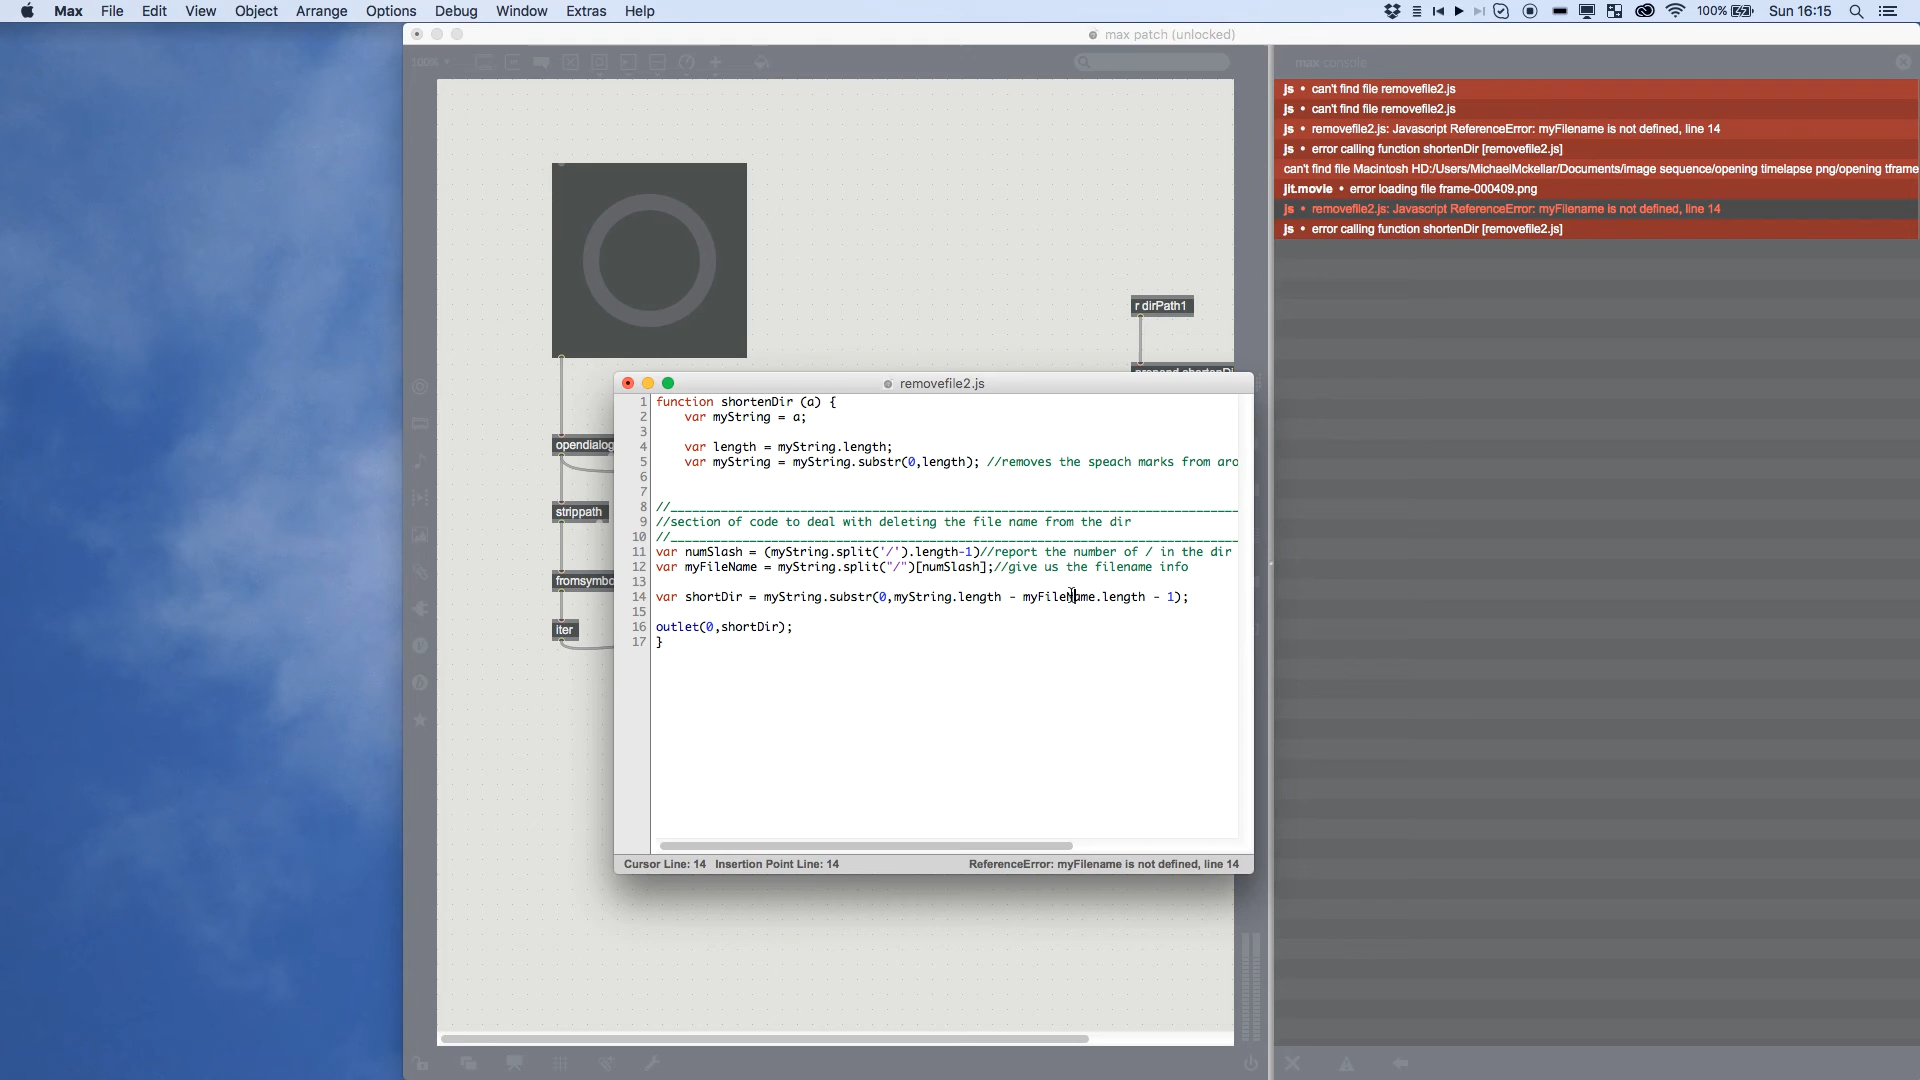 Max File Edit View Object Arrange Options Debug Window Extras Help 100% Sun 16:15
max patch (unlocked)
100%
max console
js • can't find file removefile2.js
js • can't find file removefile2.js
js • removefile2.js: Javascript ReferenceError: myFilename is not defined, line 14
js • error calling function shortenDir [removefile2.js]
can't find file Macintosh HD:/Users/MichaelMckellar/Documents/image sequence/opening timelapse png/opening tframe
jit.movie • error loading file frame-000409.png
js • removefile2.js: Javascript ReferenceError: myFilename is not defined, line 14
js • error calling function shortenDir [removefile2.js]
r dirPath1
prepend shortenDi
opendialog
strippath
fromsymbo
iter
removefile2.js
1 function shortenDir (a) {
2 var myString = a;
3
4 var length = myString.length;
5 var myString = myString.substr(0,length); //removes the speach marks from aro
6
7
8 //________________________________________________________________________________
9 //section of code to deal with deleting the file name from the dir
10 //________________________________________________________________________________
11 var numSlash = (myString.split('/').length-1)//report the number of / in the dir
12 var myFileName = myString.split("/")[numSlash];//give us the filename info
13
14 var shortDir = myString.substr(0,myString.length - myFileName.length - 1);
15
16 outlet(0,shortDir);
17 }
Cursor Line: 14 Insertion Point Line: 14 ReferenceError: myFilename is not defined, line 14